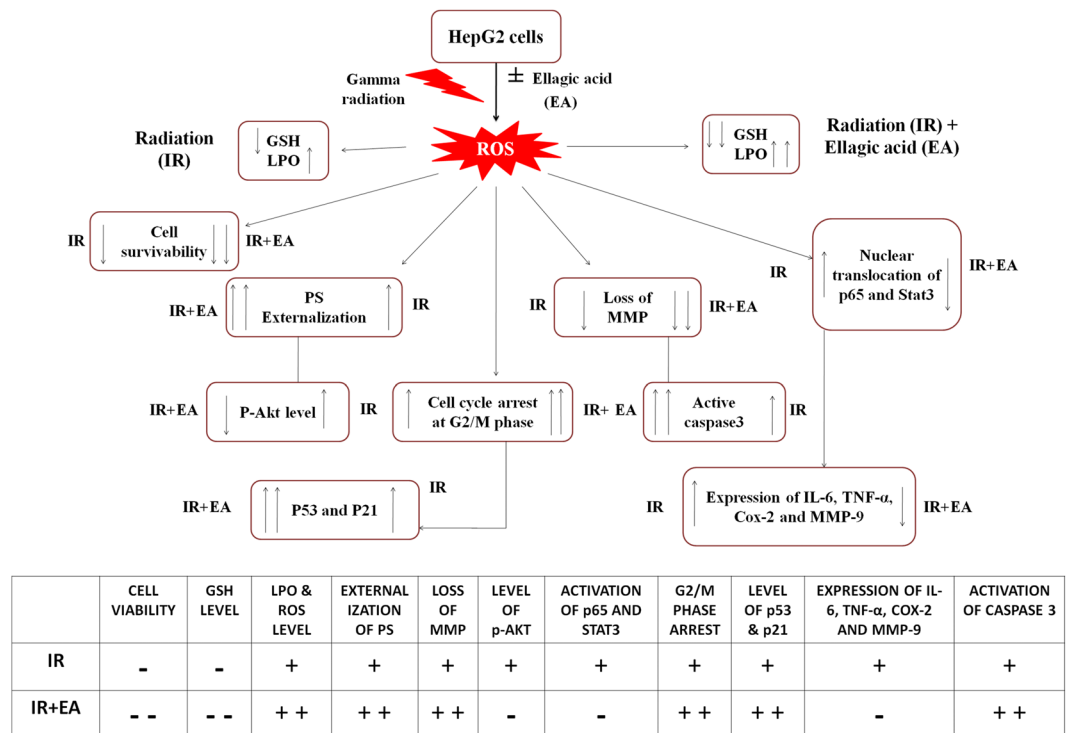 HepG2 cells
Gamma
radiation
± Ellagic acid
(EA)
Radiation
(IR)
↓ GSH
LPO ↑
ROS
↓↓ GSH
LPO ↑↑
Radiation (IR) +
Ellagic acid (EA)
IR
↓ Cell
survivability ↓↓
IR+EA
IR+EA
↑↑ PS
Externalization ↑
IR
IR
↓ Loss of
MMP ↓↓
IR+EA
IR
↑ Nuclear
translocation of
p65 and Stat3 ↓
IR+EA
IR+EA
↓ P-Akt level ↑
IR
↑ Cell cycle arrest
at G2/M phase ↑↑
IR+ EA
↑↑ Active
caspase3 ↑
IR
IR+EA
↑↑ P53 and P21 ↑
IR
IR
↑ Expression of IL-6, TNF-α,
Cox-2 and MMP-9 ↓
IR+EA
CELL
VIABILITY
GSH
LEVEL
LPO &
ROS
LEVEL
EXTERNAL
IZATION
OF PS
LOSS
OF
MMP
LEVEL
OF
p-AKT
ACTIVATION
OF p65 AND
STAT3
G2/M
PHASE
ARREST
LEVEL
OF p53
& p21
EXPRESSION OF IL-
6, TNF-α, COX-2
AND MMP-9
ACTIVATION
OF CASPASE 3
IR - - + + + + + + + + +
IR+EA - - - - + + + + + + - - + + + + - + +